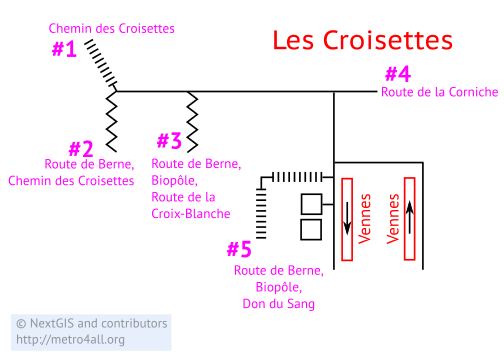 Chemin des Croisettes
#1
Les Croisettes
#4
Route de la Corniche
#2
Route de Berne,
Chemin des Croisettes
#3
Route de Berne,
Biopôle,
Route de la
Croix-Blanche
Vennes
Vennes
#5
Route de Berne,
Biopôle,
Don du Sang
© NextGIS and contributors
http://metro4all.org